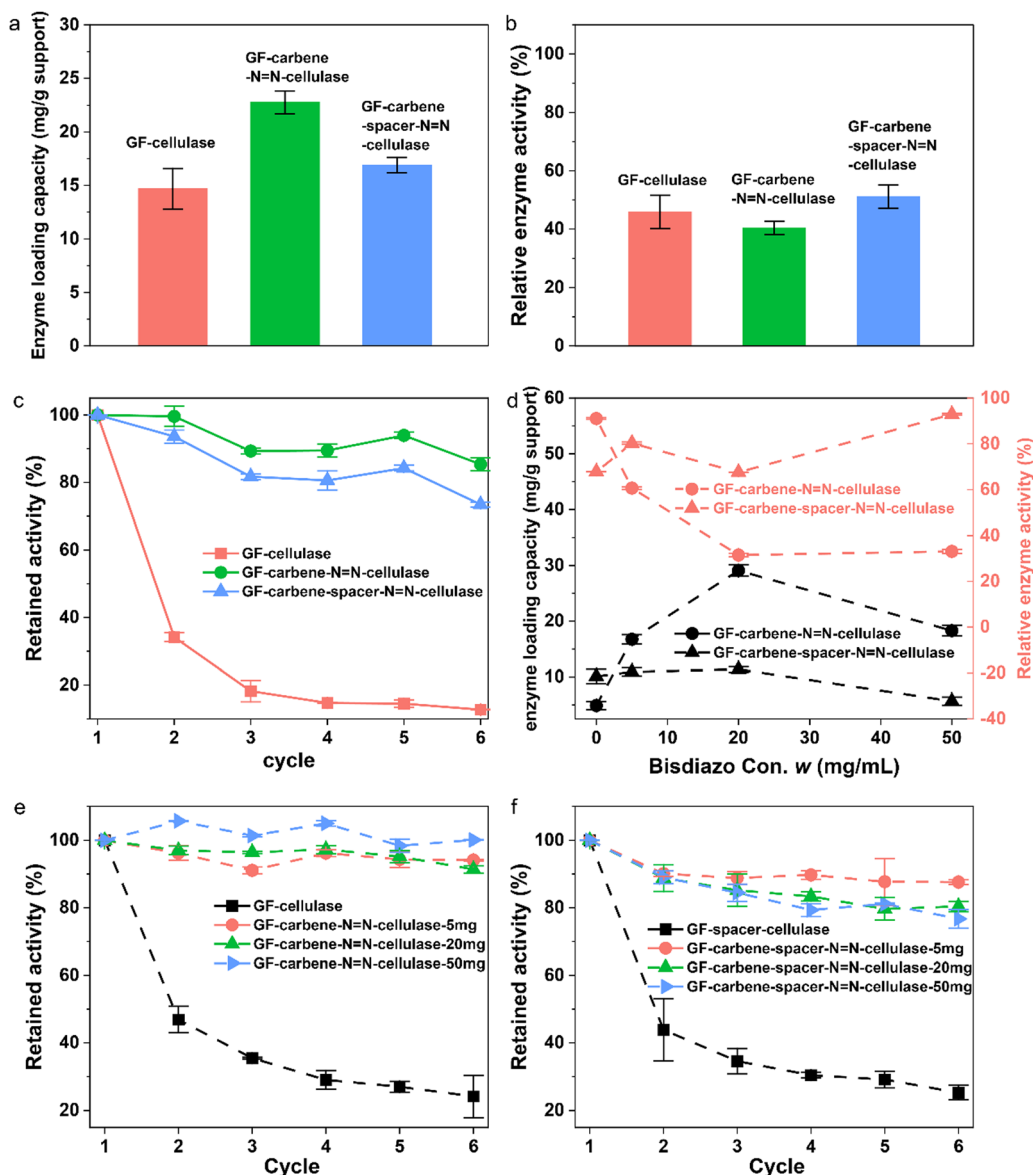 a
Enzyme loading capacity (mg/g support)
30
25
20
15
10
5
0
GF-cellulase
GF-carbene
-N=N-cellulase
GF-carbene
-spacer-N=N
-cellulase
b
Relative enzyme activity (%)
100
80
60
40
20
0
GF-cellulase
GF-carbene
-N=N-cellulase
GF-carbene
-spacer-N=N
-cellulase
c
Retained activity (%)
100
80
60
40
20
GF-cellulase
GF-carbene-N=N-cellulase
GF-carbene-spacer-N=N-cellulase
1 2 3 4 5 6
cycle
d
enzyme loading capacity (mg/g support)
60
50
40
30
20
10
GF-carbene-N=N-cellulase
GF-carbene-spacer-N=N-cellulase
GF-carbene-N=N-cellulase
GF-carbene-spacer-N=N-cellulase
100
80
60
40
20
0
-20
-40
Relative enzyme activity (%)
0 10 20 30 40 50
Bisdiazo Con. w (mg/mL)
e
Retained activity (%)
100
80
60
40
20
GF-cellulase
GF-carbene-N=N-cellulase-5mg
GF-carbene-N=N-cellulase-20mg
GF-carbene-N=N-cellulase-50mg
1 2 3 4 5 6
Cycle
f
Retained activity (%)
100
80
60
40
20
GF-spacer-cellulase
GF-carbene-spacer-N=N-cellulase-5mg
GF-carbene-spacer-N=N-cellulase-20mg
GF-carbene-spacer-N=N-cellulase-50mg
1 2 3 4 5 6
Cycle